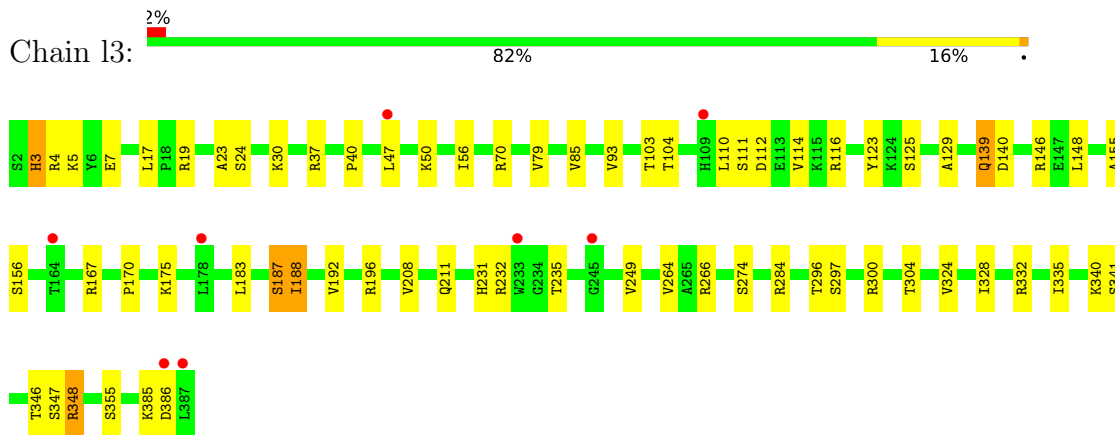 2%
Chain l3:
82% 16% •
S2 H3 R4 K5 Y6 E7 L17 P18 R19 A23 S24 K30 R37 P40 L47 K50 I56 R70 V79 V85 V93 T103 T104 H109 L110 S111 D112 E113 V114 K115 R116 Y123 K124 S125 A129 Q139 D140 R146 E147 L148 A155
S156 T164 R167 P170 K175 L178 L183 S187 I188 V192 R196 V208 Q211 H231 R232 W233 G234 T235 G245 V249 V264 A265 R266 S274 R284 T296 S297 R300 T304 V324 I328 R332 I335 K340 S341
T346 S347 R348 S355 K385 D386 L387